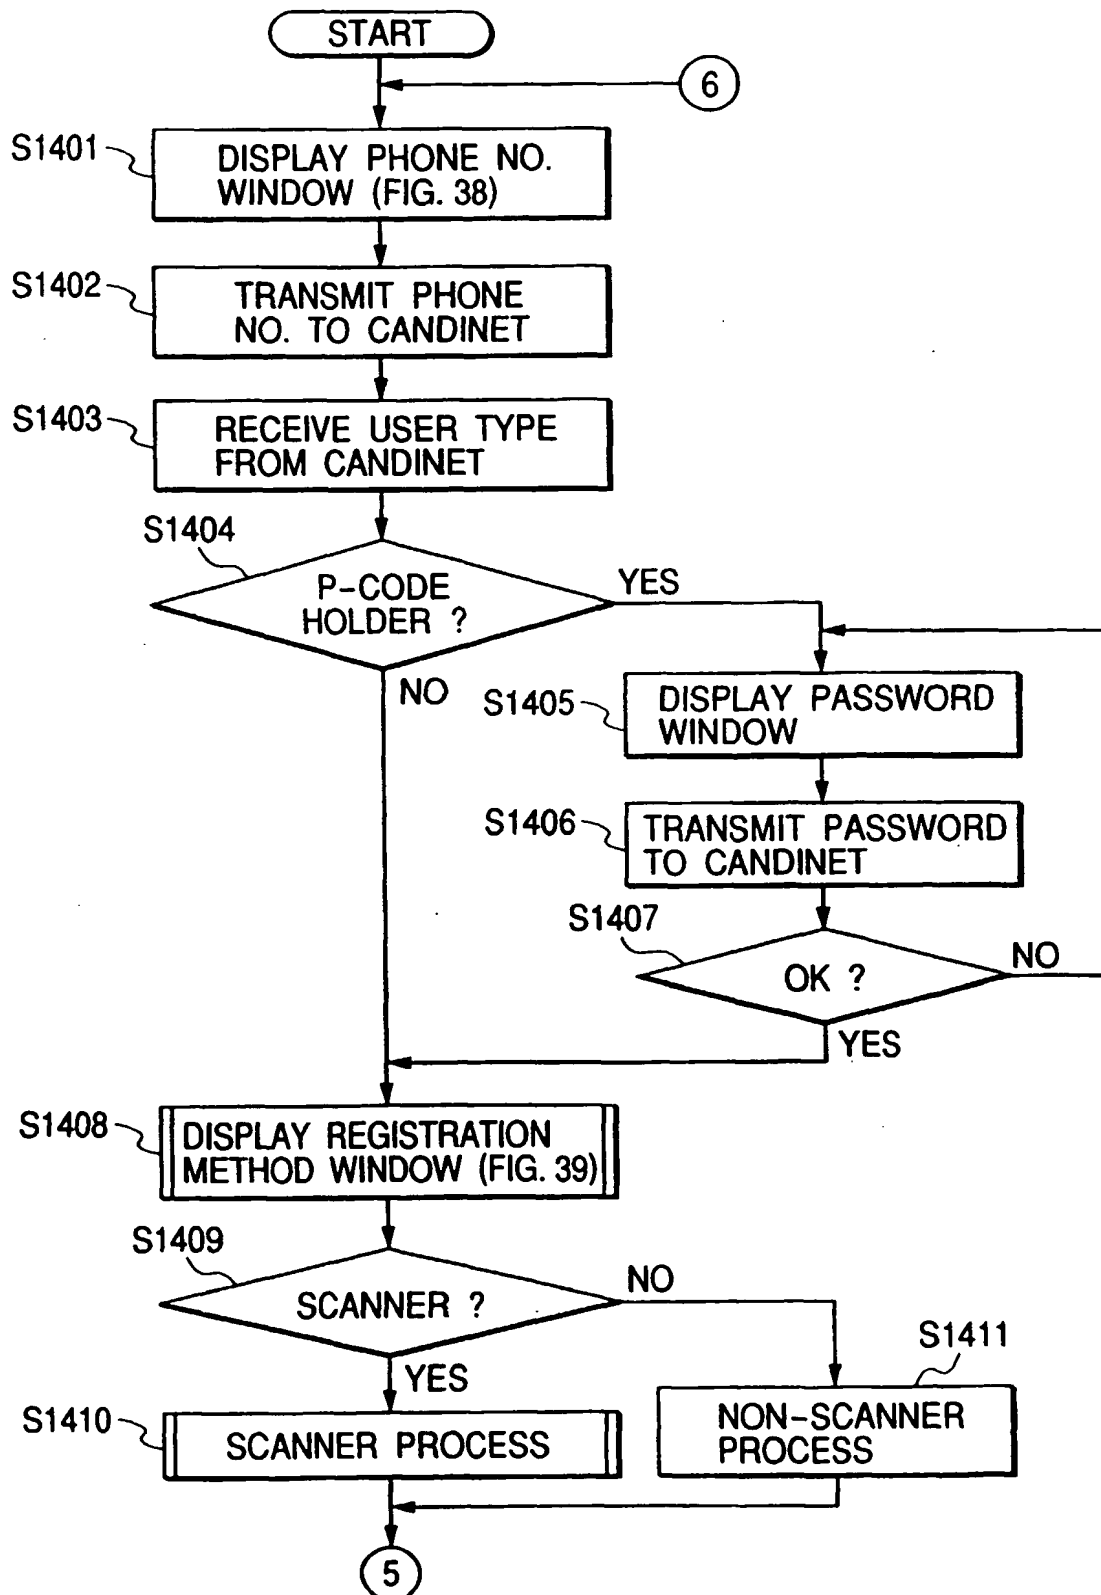 START
6
S1401
DISPLAY PHONE NO.
WINDOW (FIG. 38)
S1402
TRANSMIT PHONE
NO. TO CANDINET
S1403
RECEIVE USER TYPE
FROM CANDINET
S1404
P-CODE
HOLDER ?
YES
NO
S1405
DISPLAY PASSWORD
WINDOW
S1406
TRANSMIT PASSWORD
TO CANDINET
S1407
OK ?
NO
YES
S1408
DISPLAY REGISTRATION
METHOD WINDOW (FIG. 39)
S1409
SCANNER ?
NO
YES
S1410
SCANNER PROCESS
S1411
NON-SCANNER
PROCESS
5